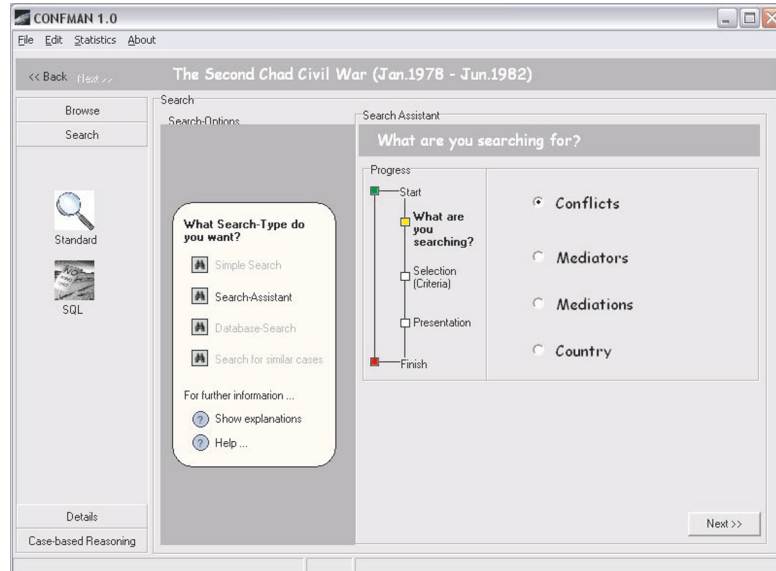 CONFMAN 1.0
File Edit Statistics About
<< Back Next >>
The Second Chad Civil War (Jan.1978 - Jun.1982)
Browse
Search
Standard
SQL
Details
Case-based Reasoning
Search
Search-Options
What Search-Type do
you want?
Simple Search
Search-Assistant
Database-Search
Search for similar cases
For further information ...
Show explanations
Help ...
Search Assistant
What are you searching for?
Progress
Start
What are
you
searching?
Selection
(Criteria)
Presentation
Finish
Conflicts
Mediators
Mediations
Country
Next >>